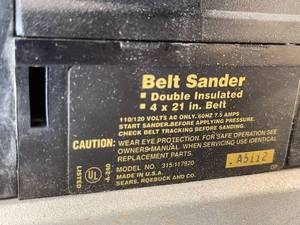 Belt Sander
▪ Double Insulated
▪ 4 x 21 in. Belt
110/120 VOLTS AC ONLY. 60HZ 7.5 AMPS
START SANDER.BEFORE APPLYING PRESSURE.
CHECK BELT TRACKING BEFORE SANDING.
CAUTION: WEAR EYE PROTECTION. FOR SAFE OPERATION SEE
OWNERS MANUAL. WHEN SERVICING USE IDENTICAL
REPLACEMENT PARTS.
MODEL NO. 315.117820
MADE IN U.S.A.
SEARS, ROEBUCK AND CO.
LISTED
UL
A5112